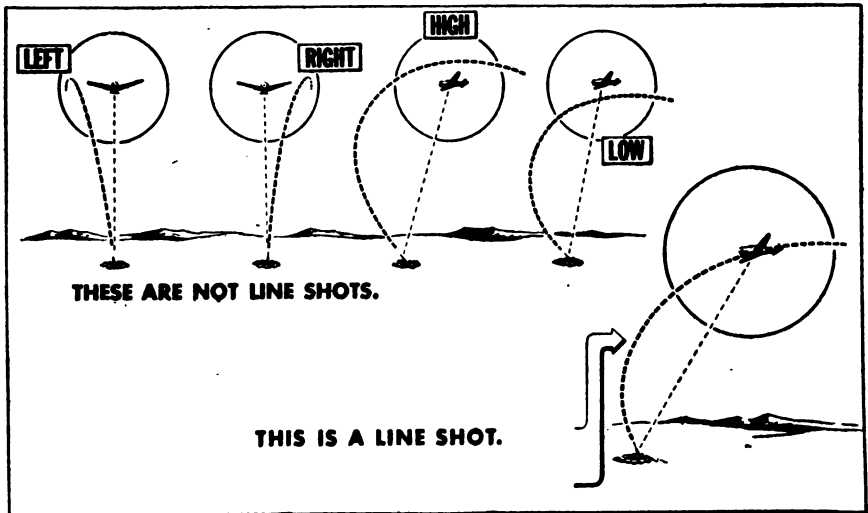 LEFT
RIGHT
HIGH
LOW
THESE ARE NOT LINE SHOTS.
THIS IS A LINE SHOT.